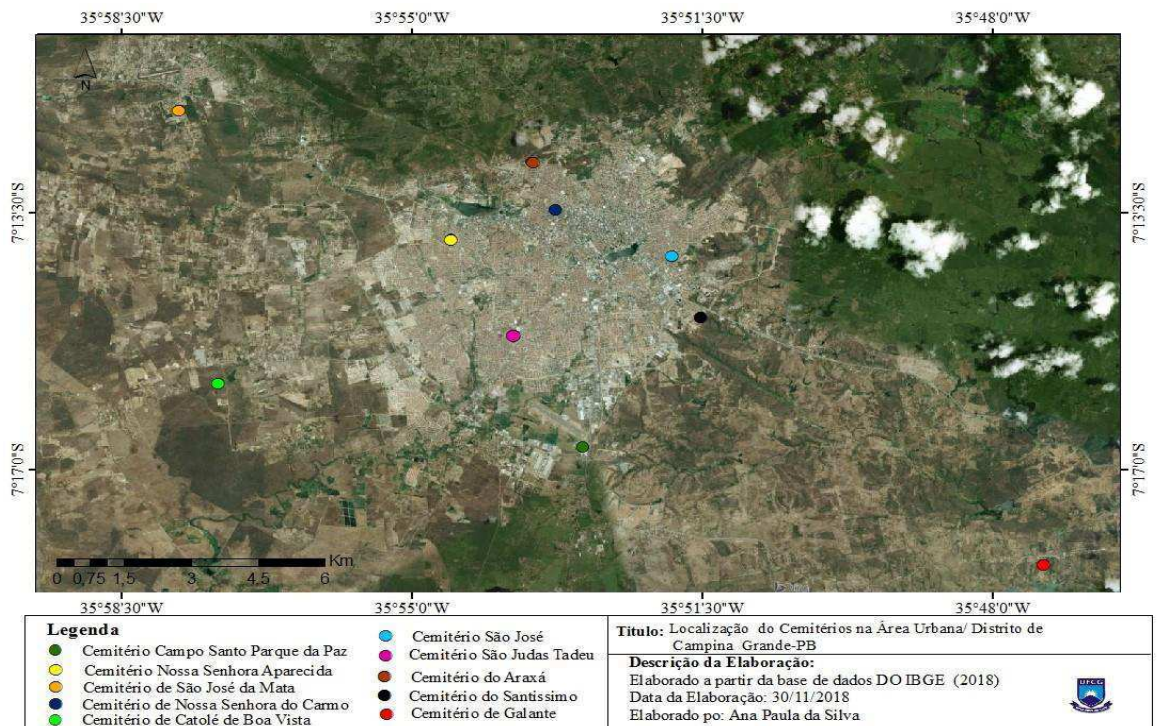 35°58'30"W 35°55'0"W 35°51'30"W 35°48'0"W
N
7°13'30"S 7°13'30"S
7°17'0"S 7°17'0"S
Km
0 0,75 1,5 3 4,5 6
35°58'30"W 35°55'0"W 35°51'30"W 35°48'0"W
Legenda
Cemitério Campo Santo Parque da Paz
Cemitério Nossa Senhora Aparecida
Cemitério de São José da Mata
Cemitério de Nossa Senhora do Carmo
Cemitério de Catolé de Boa Vista
Cemitério São José
Cemitério São Judas Tadeu
Cemitério do Araxá
Cemitério do Santissimo
Cemitério de Galante
Titulo: Localização do Cemitérios na Área Urbana/ Distrito de
Campina Grande-PB
Descrição da Elaboração:
Elaborado a partir da base de dados DO IBGE (2018)
Data da Elaboração: 30/11/2018
Elaborado po: Ana Paula da Silva
UFCG